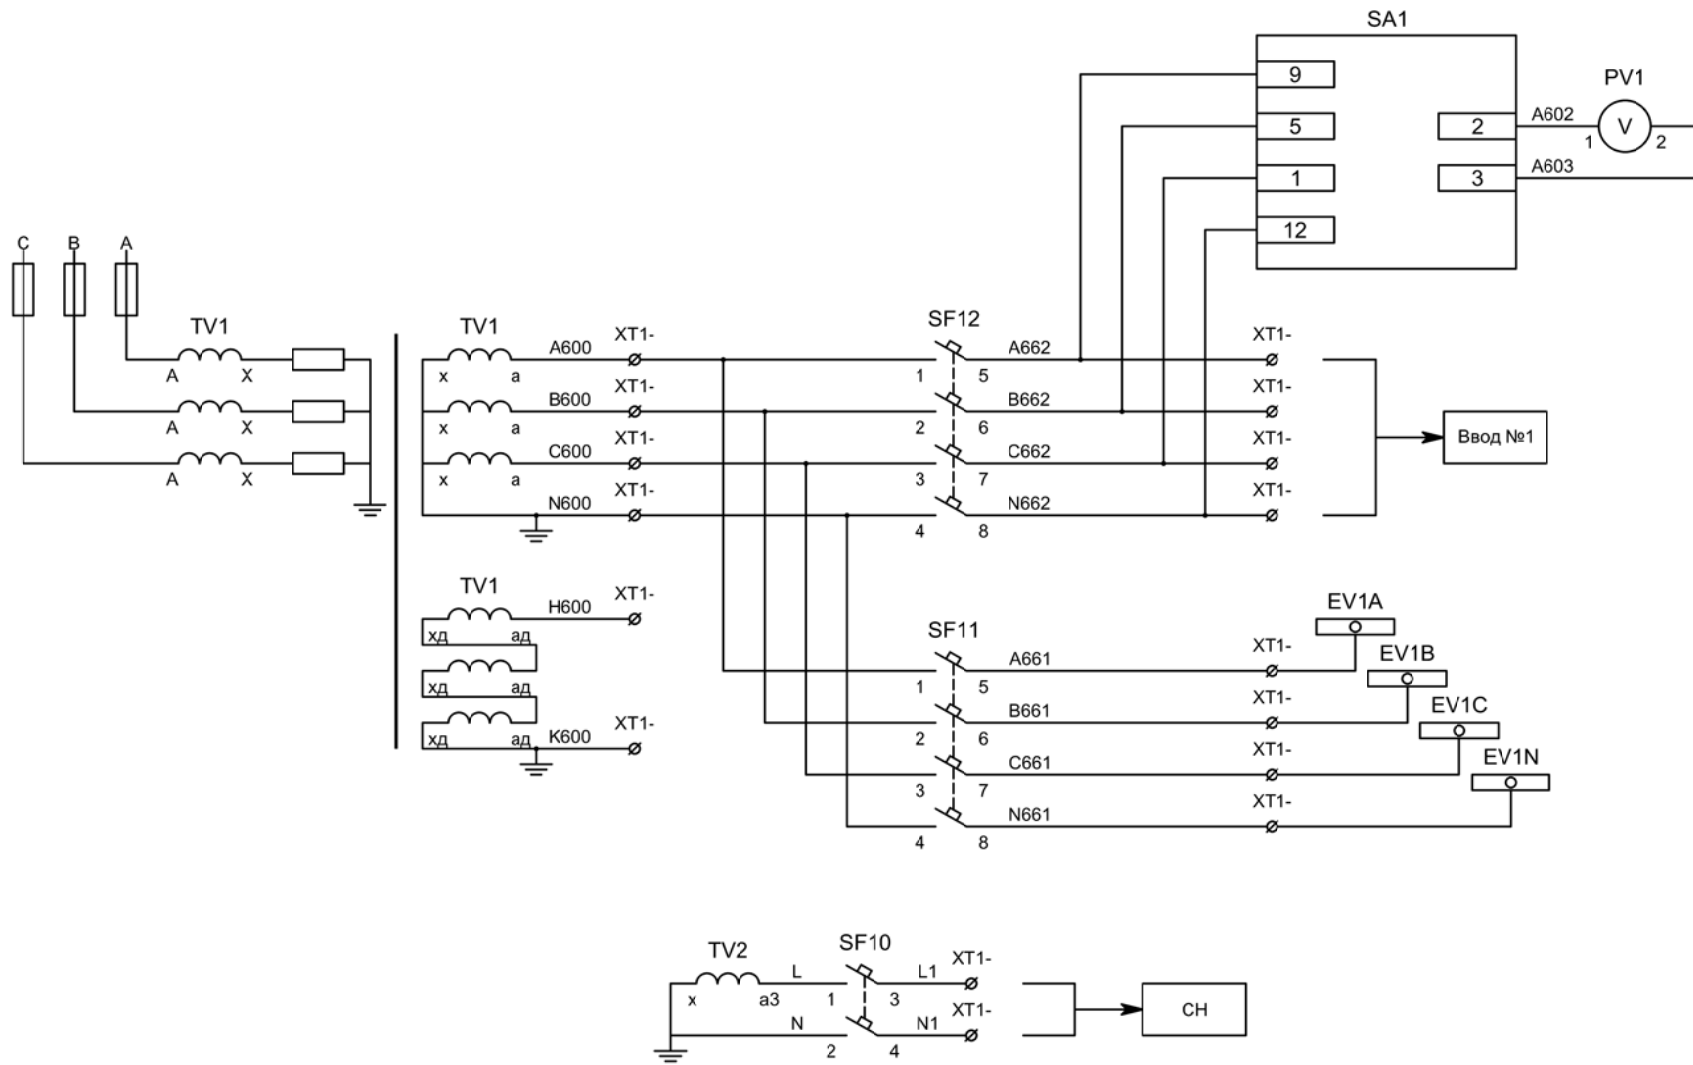 SA1
9
PV1
5
2
A602
V
1
2
1
3
A603
12
C
B
A
TV1
A
X
A
X
A
X
TV1
A600
XT1-
SF12
A662
XT1-
x
a
1
5
B600
XT1-
B662
XT1-
x
a
2
6
C600
XT1-
C662
XT1-
Ввод №1
x
a
3
7
N600
XT1-
N662
XT1-
4
8
TV1
H600
XT1-
хд
ад
хд
ад
хд
ад
K600
XT1-
SF11
A661
XT1-
EV1A
1
5
B661
XT1-
EV1B
2
6
C661
XT1-
EV1C
3
7
N661
XT1-
EV1N
4
8
TV2
L
SF10
L1
XT1-
x
a3
1
3
N
N1
XT1-
2
4
СН